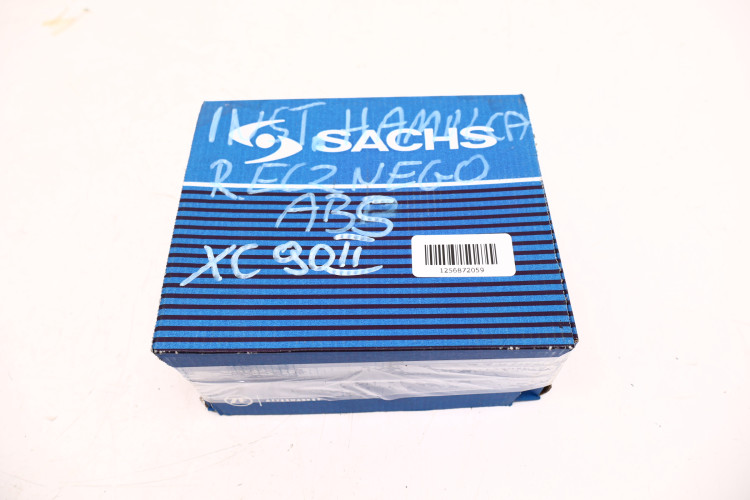 INST. HAMULCA
SACHS
RECZNEGO
ABS
XC 90 II
1256872059